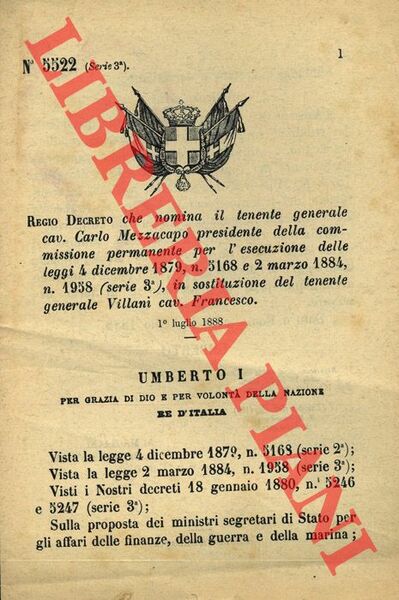 1
N° 5522 (Serie 3ª).
REGIO DECRETO che nomina il tenente generale
cav. Carlo Mezzacapo presidente della com-
missione permanente per l'esecuzione delle
leggi 4 dicembre 1879, n. 5168 e 2 marzo 1884,
n. 1958 (serie 3ª), in sostituzione del tenente
generale Villani cav. Francesco.
1° luglio 1888
UMBERTO I
PER GRAZIA DI DIO E PER VOLONTÀ DELLA NAZIONE
RE D'ITALIA
Vista la legge 4 dicembre 1879, n. 5168 (serie 2ª);
Vista la legge 2 marzo 1884, n. 1958 (serie 3ª);
Visti i Nostri decreti 18 gennaio 1880, n.i 5246
e 5247 (serie 3ª);
Sulla proposta dei ministri segretari di Stato per
gli affari delle finanze, della guerra e della marina;
LIBRERIA PIANI